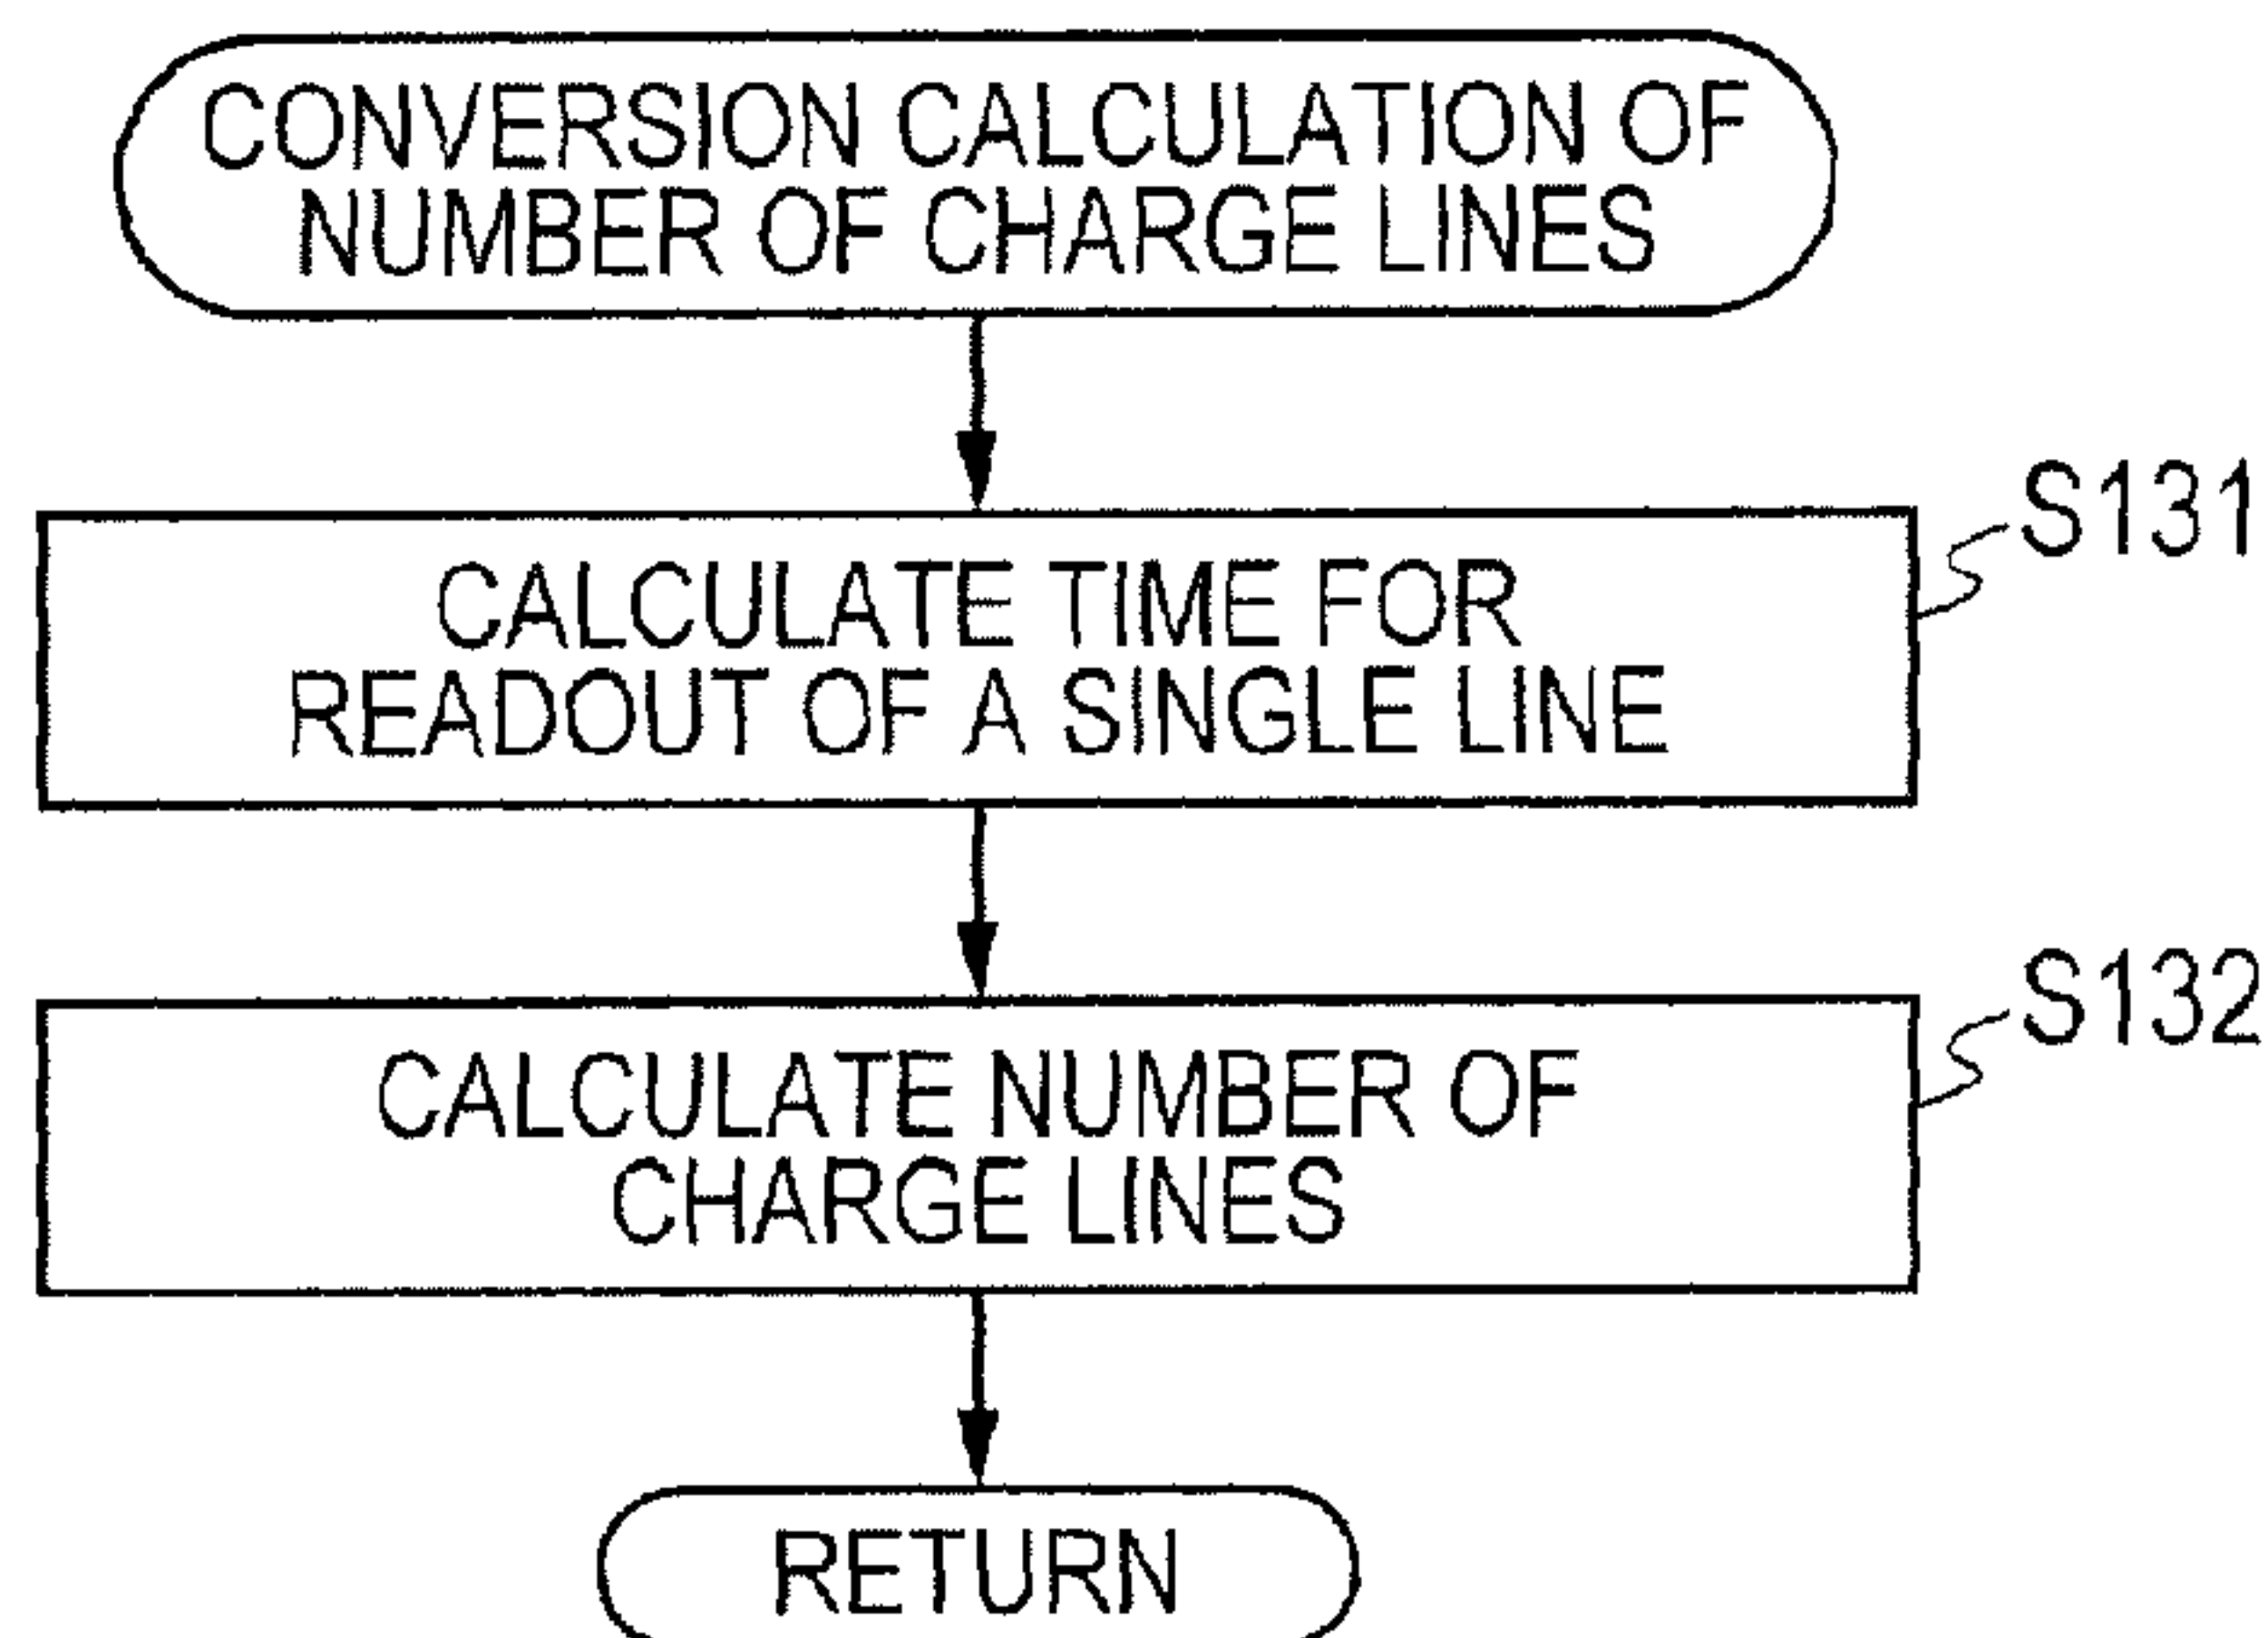 CONVERSION CALCULATION OF
NUMBER OF CHARGE LINES
S131
CALCULATE TIME FOR
READOUT OF A SINGLE LINE
S132
CALCULATE NUMBER OF
CHARGE LINES
RETURN